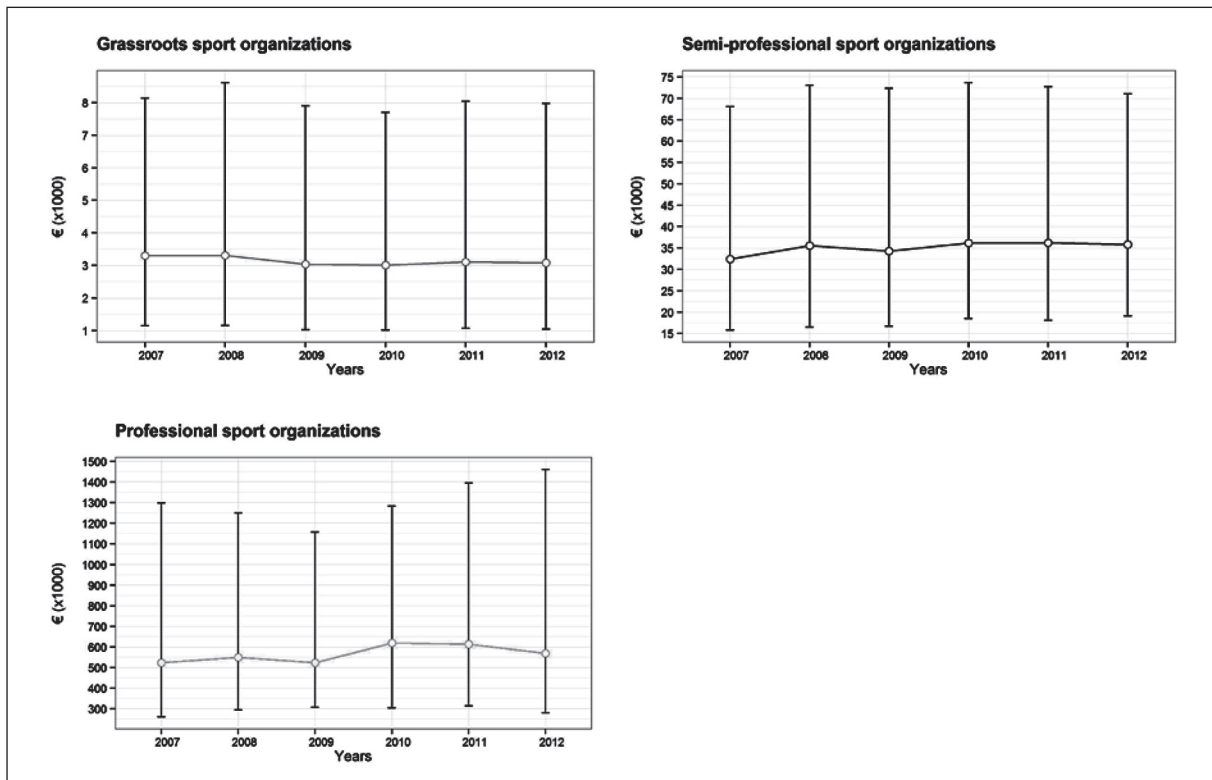 Grassroots sport organizations
€ (x1000)
8
7
6
5
4
3
2
1
2007 2008 2009 2010 2011 2012
Years
Semi-professional sport organizations
€ (x1000)
75
70
65
60
55
50
45
40
35
30
25
20
15
2007 2008 2009 2010 2011 2012
Years
Professional sport organizations
€ (x1000)
1500
1400
1300
1200
1100
1000
900
800
700
600
500
400
300
2007 2008 2009 2010 2011 2012
Years